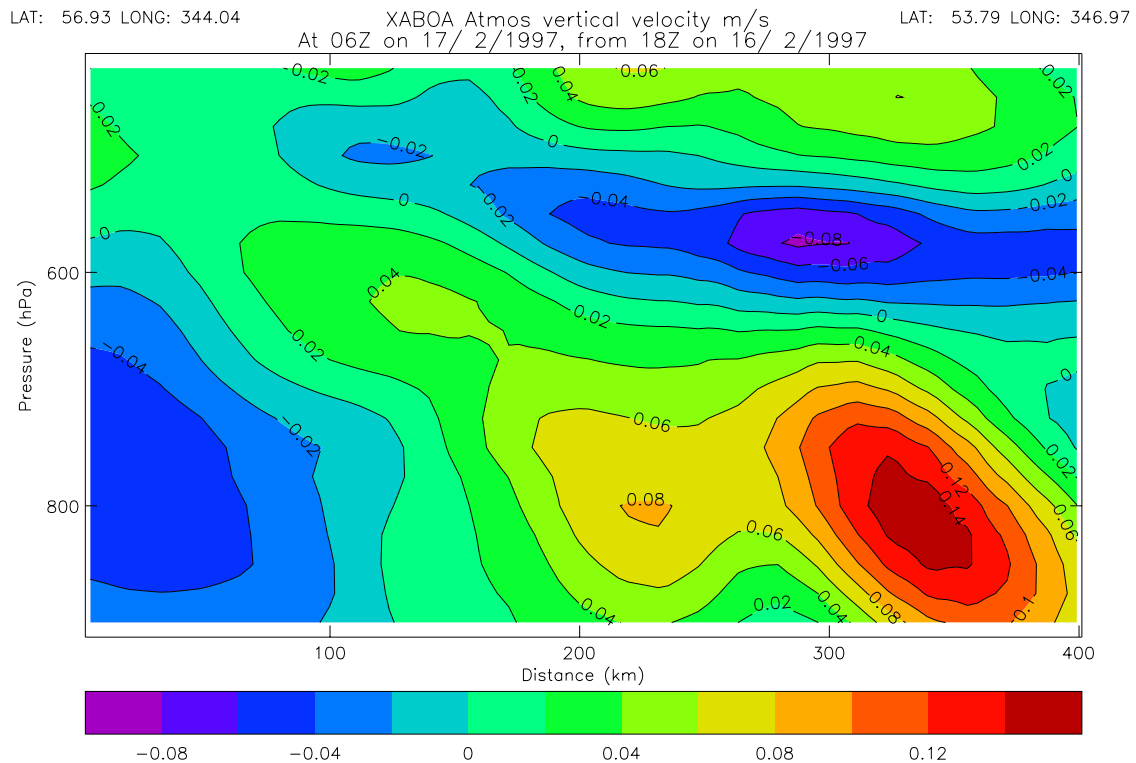 LAT: 56.93 LONG: 344.04 XABOA Atmos vertical velocity m/s LAT: 53.79 LONG: 346.97
At 06Z on 17/ 2/1997, from 18Z on 16/ 2/1997
−0.02 0.02 0.04 0.06 0.02
0.02
−0.02 0 0.02
0
0 −0.02 −0.04 −0.02
0 −0.08
−0.06 −0.04
600
0.04
0.02 0
−0.04 0.02 0.04
0
−0.02 0.06
0.02
0.12
0.08 0.14
800
0.06 0.06
0.04 0.02 0.04 0.08 0.1
Pressure (hPa)
100 200 300 400
Distance (km)
−0.08 −0.04 0 0.04 0.08 0.12